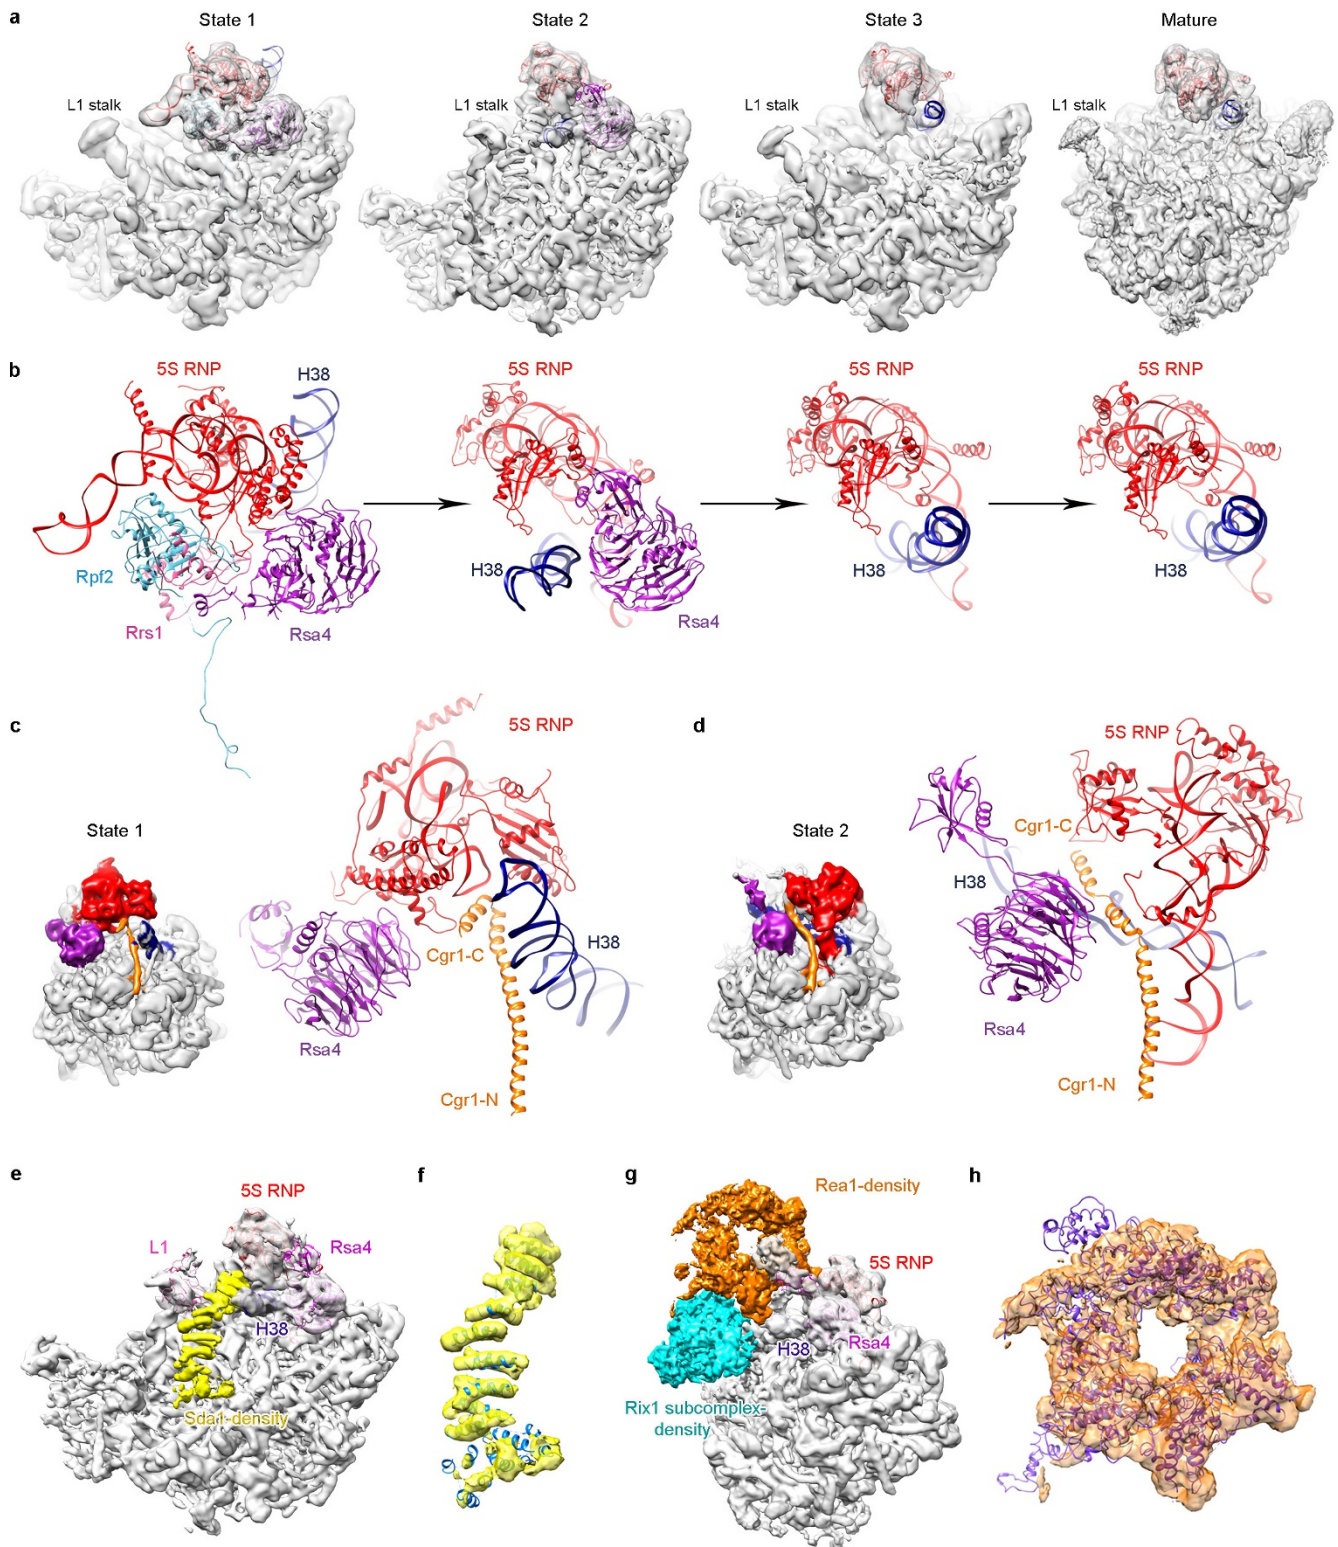 a
State 1
State 2
State 3
Mature
L1 stalk
L1 stalk
L1 stalk
L1 stalk
b
5S RNP
H38
5S RNP
5S RNP
5S RNP
Rpf2
Rrs1
Rsa4
H38
Rsa4
H38
H38
c
State 1
5S RNP
Cgr1-C
H38
Rsa4
Cgr1-N
d
State 2
5S RNP
Cgr1-C
H38
Rsa4
Cgr1-N
e
5S RNP
L1
Rsa4
H38
Sda1-density
f
g
Rea1-density
5S RNP
H38
Rsa4
Rix1 subcomplex-
density
h